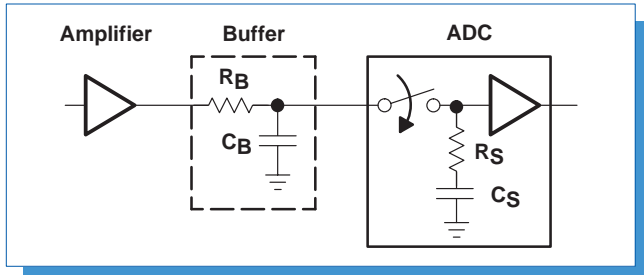 Amplifier
Buffer
ADC
RB
CB
RS
CS